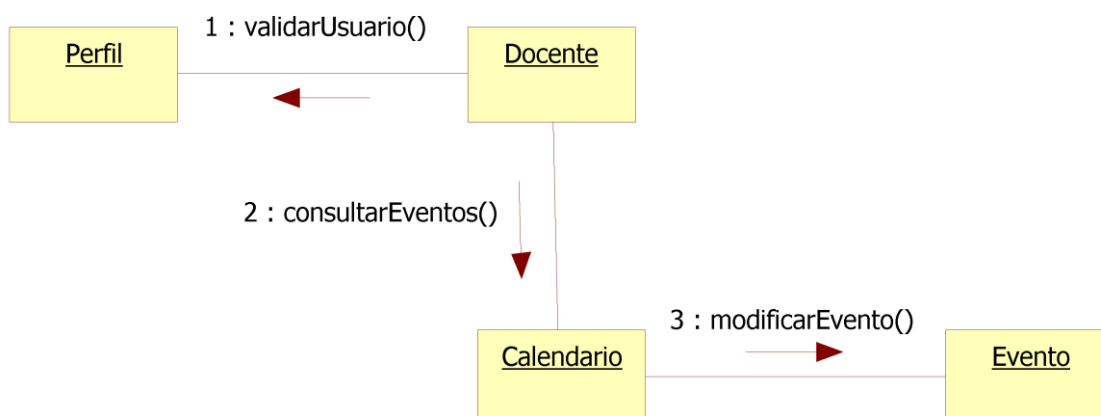 1 : validarUsuario()
Perfil
Docente
2 : consultarEventos()
3 : modificarEvento()
Calendario
Evento